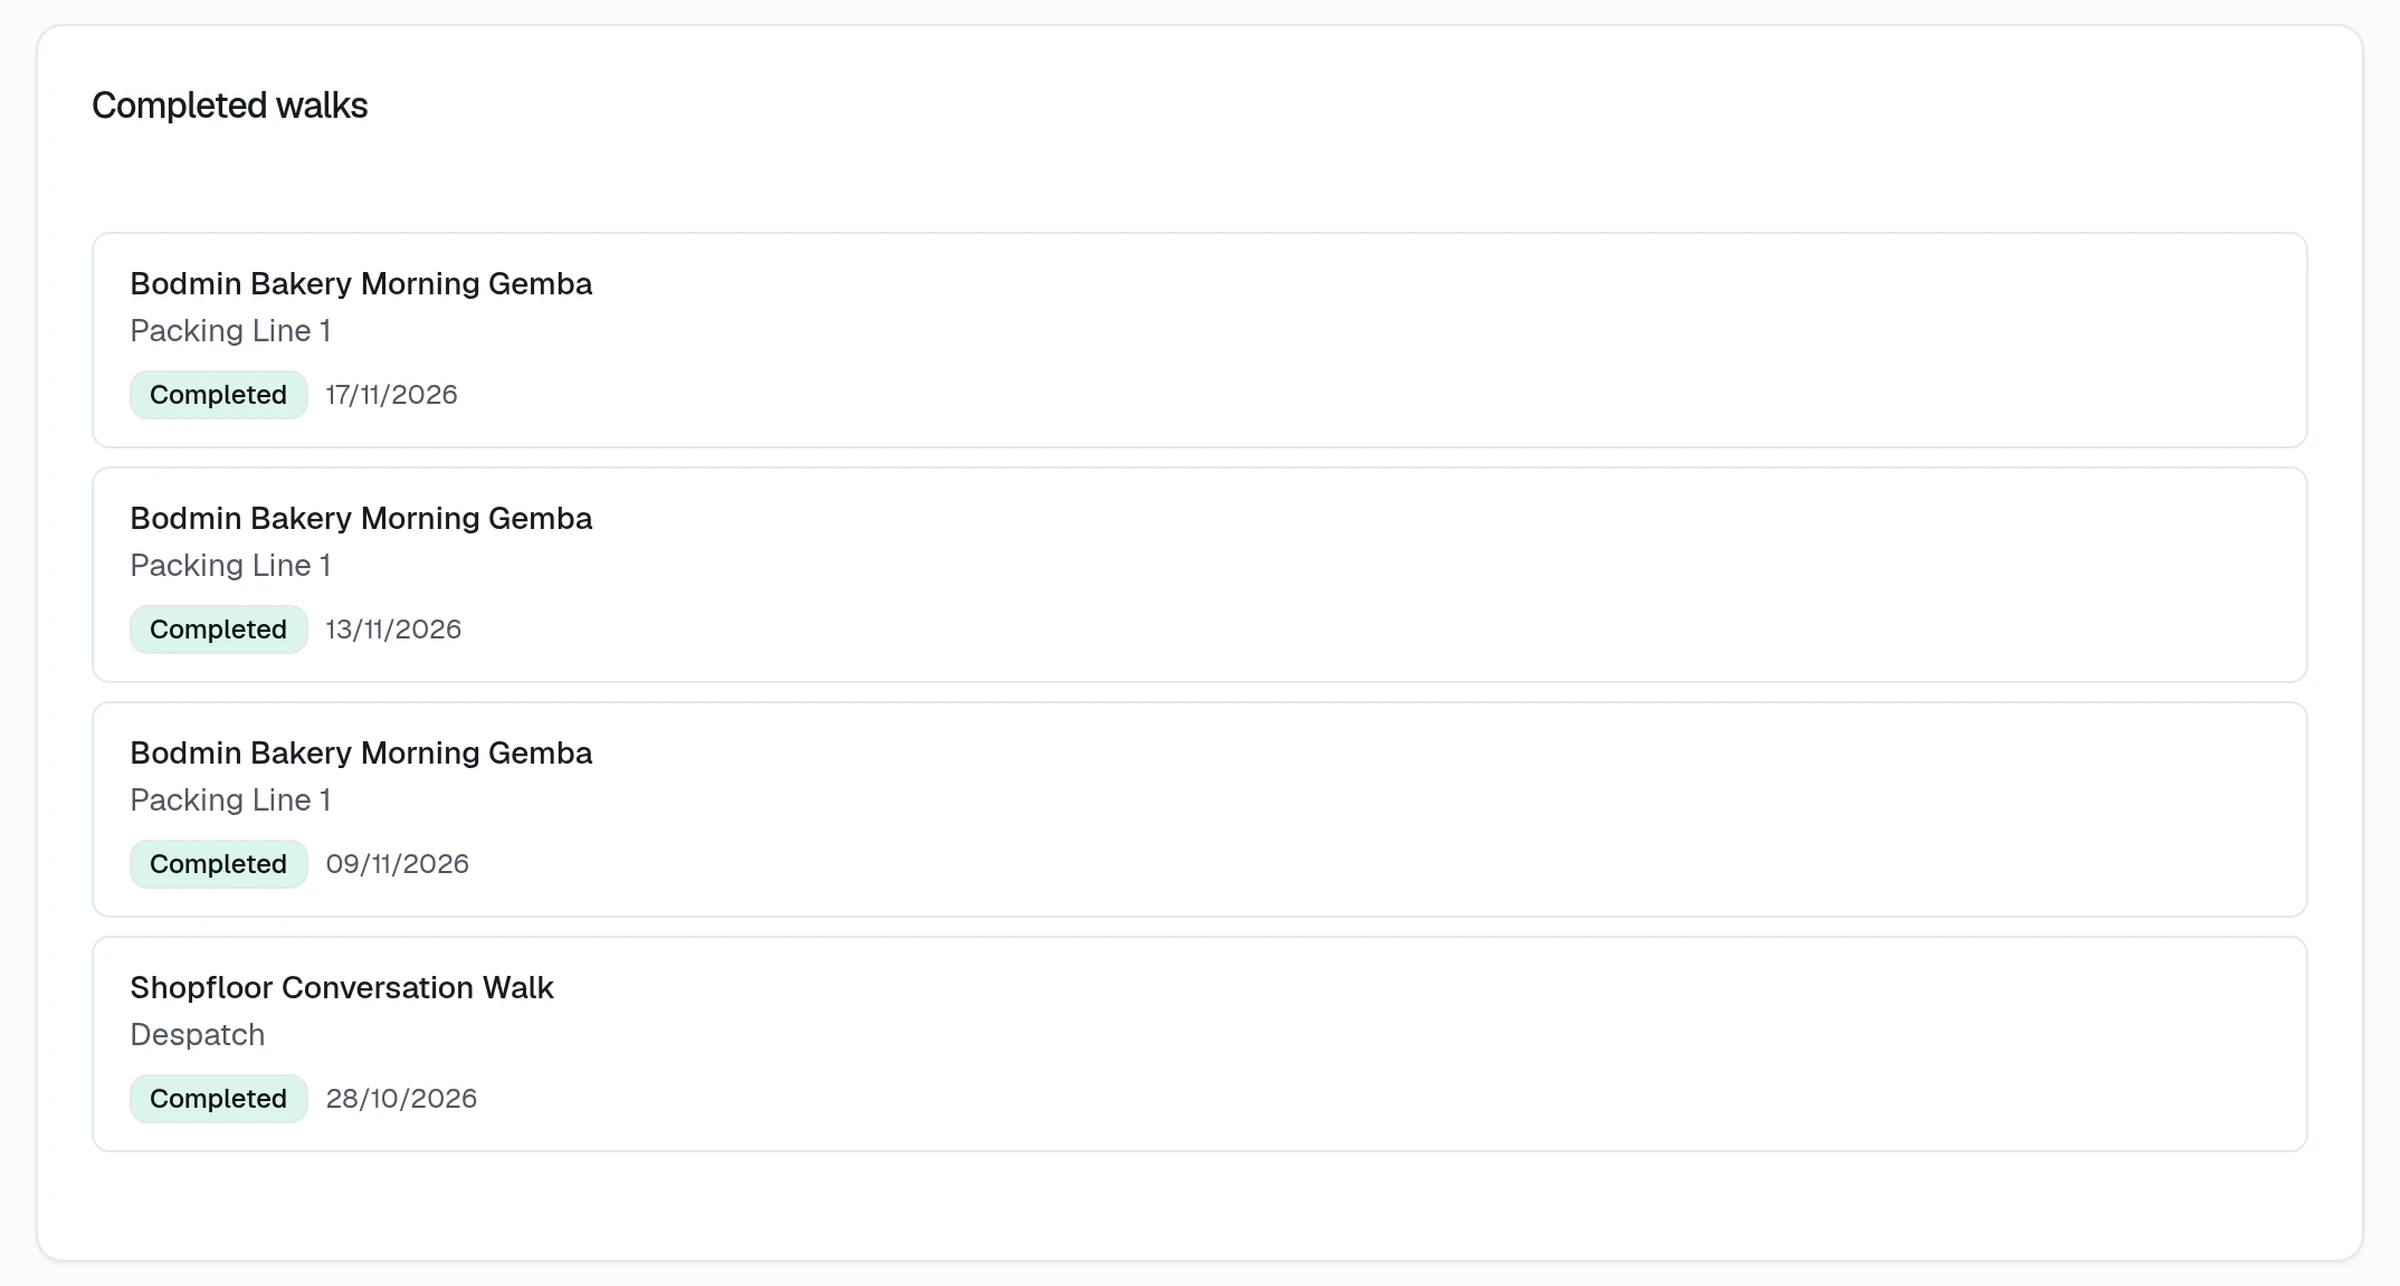 Completed walks
Bodmin Bakery Morning Gemba
Packing Line 1
Completed 17/11/2026
Bodmin Bakery Morning Gemba
Packing Line 1
Completed 13/11/2026
Bodmin Bakery Morning Gemba
Packing Line 1
Completed 09/11/2026
Shopfloor Conversation Walk
Despatch
Completed 28/10/2026